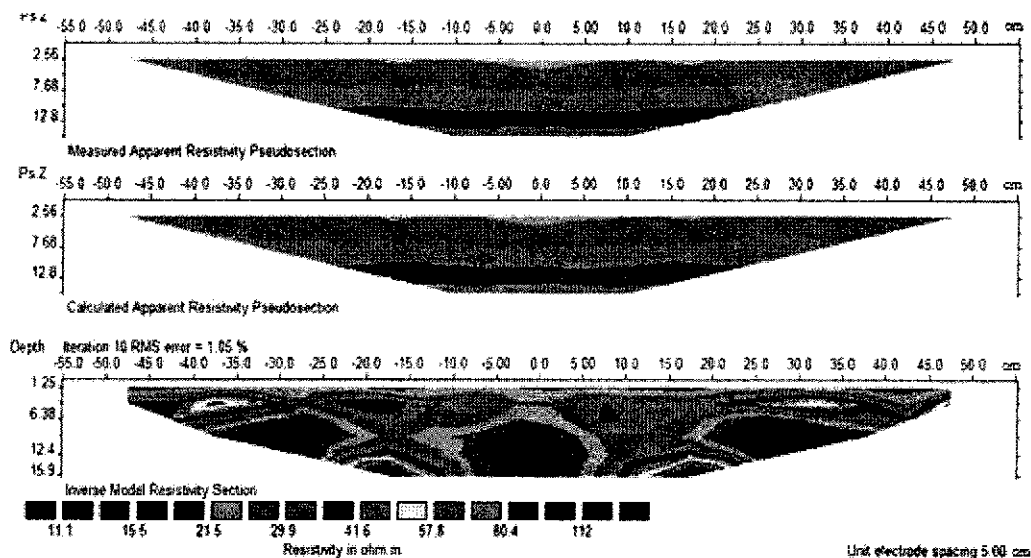 Ps.Z
-55.0 -50.0 -45.0 -40.0 -35.0 -30.0 -25.0 -20.0 -15.0 -10.0 -5.00 0.0 5.00 10.0 15.0 20.0 25.0 30.0 35.0 40.0 45.0 50.0 cm
2.56
7.68
12.8
Measured Apparent Resistivity Pseudosection
Ps.Z
-55.0 -50.0 -45.0 -40.0 -35.0 -30.0 -25.0 -20.0 -15.0 -10.0 -5.00 0.0 5.00 10.0 15.0 20.0 25.0 30.0 35.0 40.0 45.0 50.0 cm
2.56
7.68
12.8
Calculated Apparent Resistivity Pseudosection
Depth Iteration 10 RMS error = 1.05 %
-55.0 -50.0 -45.0 -40.0 -35.0 -30.0 -25.0 -20.0 -15.0 -10.0 -5.00 0.0 5.00 10.0 15.0 20.0 25.0 30.0 35.0 40.0 45.0 50.0 cm
1.25
6.38
12.4
15.9
Inverse Model Resistivity Section
11.1 15.5 21.5 29.9 41.6 57.8 80.4 112
Resistivity in ohm.m
Unit electrode spacing 5.00 cm